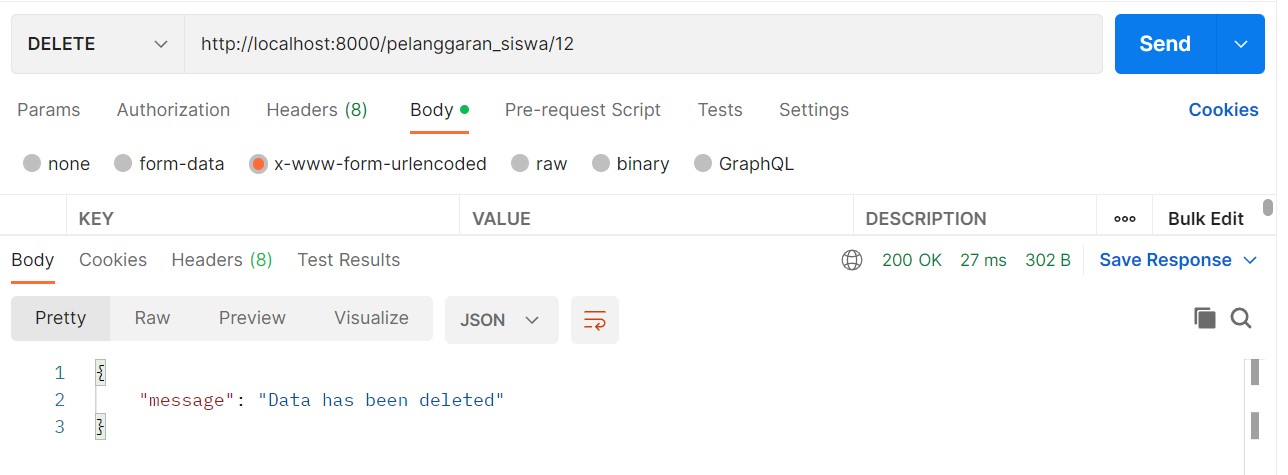 DELETE http://localhost:8000/pelanggaran_siswa/12 Send
Params Authorization Headers (8) Body Pre-request Script Tests Settings Cookies
none form-data x-www-form-urlencoded raw binary GraphQL
KEY VALUE DESCRIPTION Bulk Edit
Body Cookies Headers (8) Test Results 200 OK 27 ms 302 B Save Response
Pretty Raw Preview Visualize JSON
1 {
2 "message": "Data has been deleted"
3 }